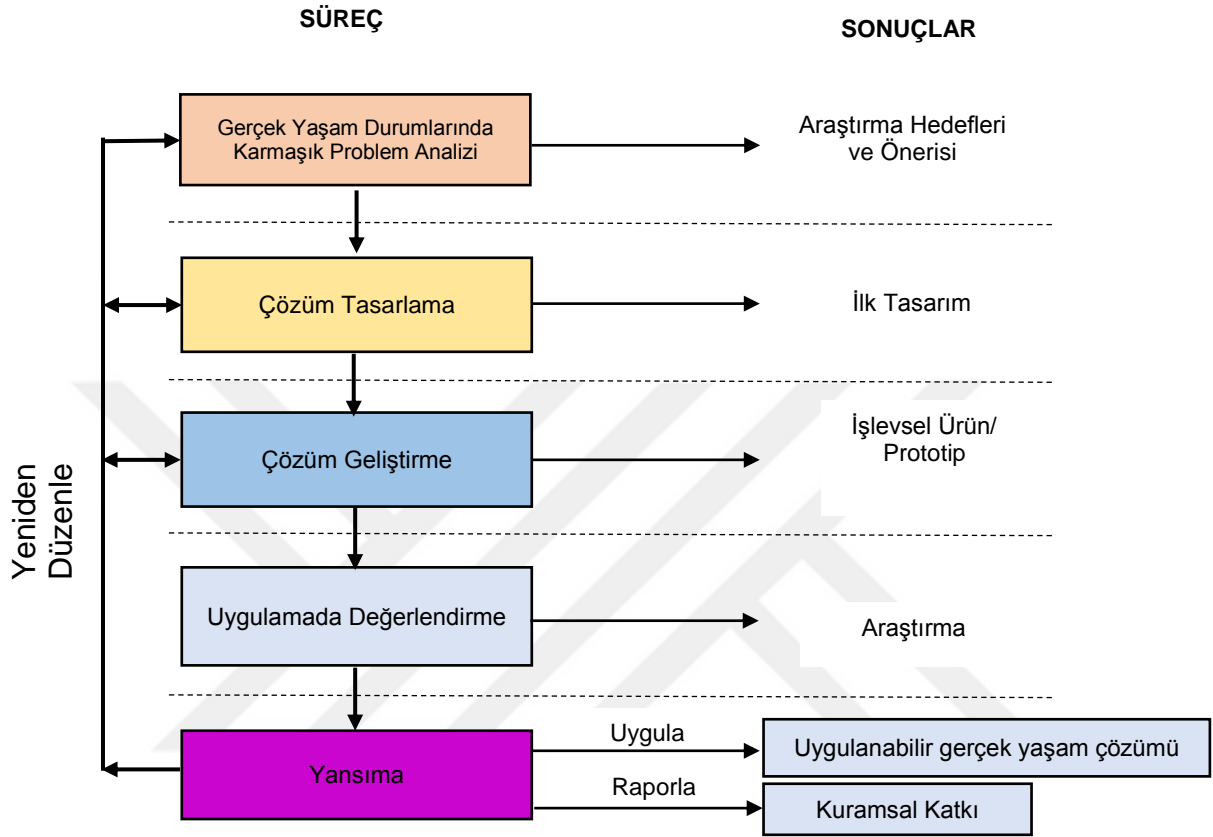 SÜREÇ
SONUÇLAR
Gerçek Yaşam Durumlarında
Karmaşık Problem Analizi
Araştırma Hedefleri
ve Önerisi
Çözüm Tasarlama
İlk Tasarım
Çözüm Geliştirme
İşlevsel Ürün/
Prototip
Yeniden
Düzenle
Uygulamada Değerlendirme
Araştırma
Yansıma
Uygula
Uygulanabilir gerçek yaşam çözümü
Raporla
Kuramsal Katkı